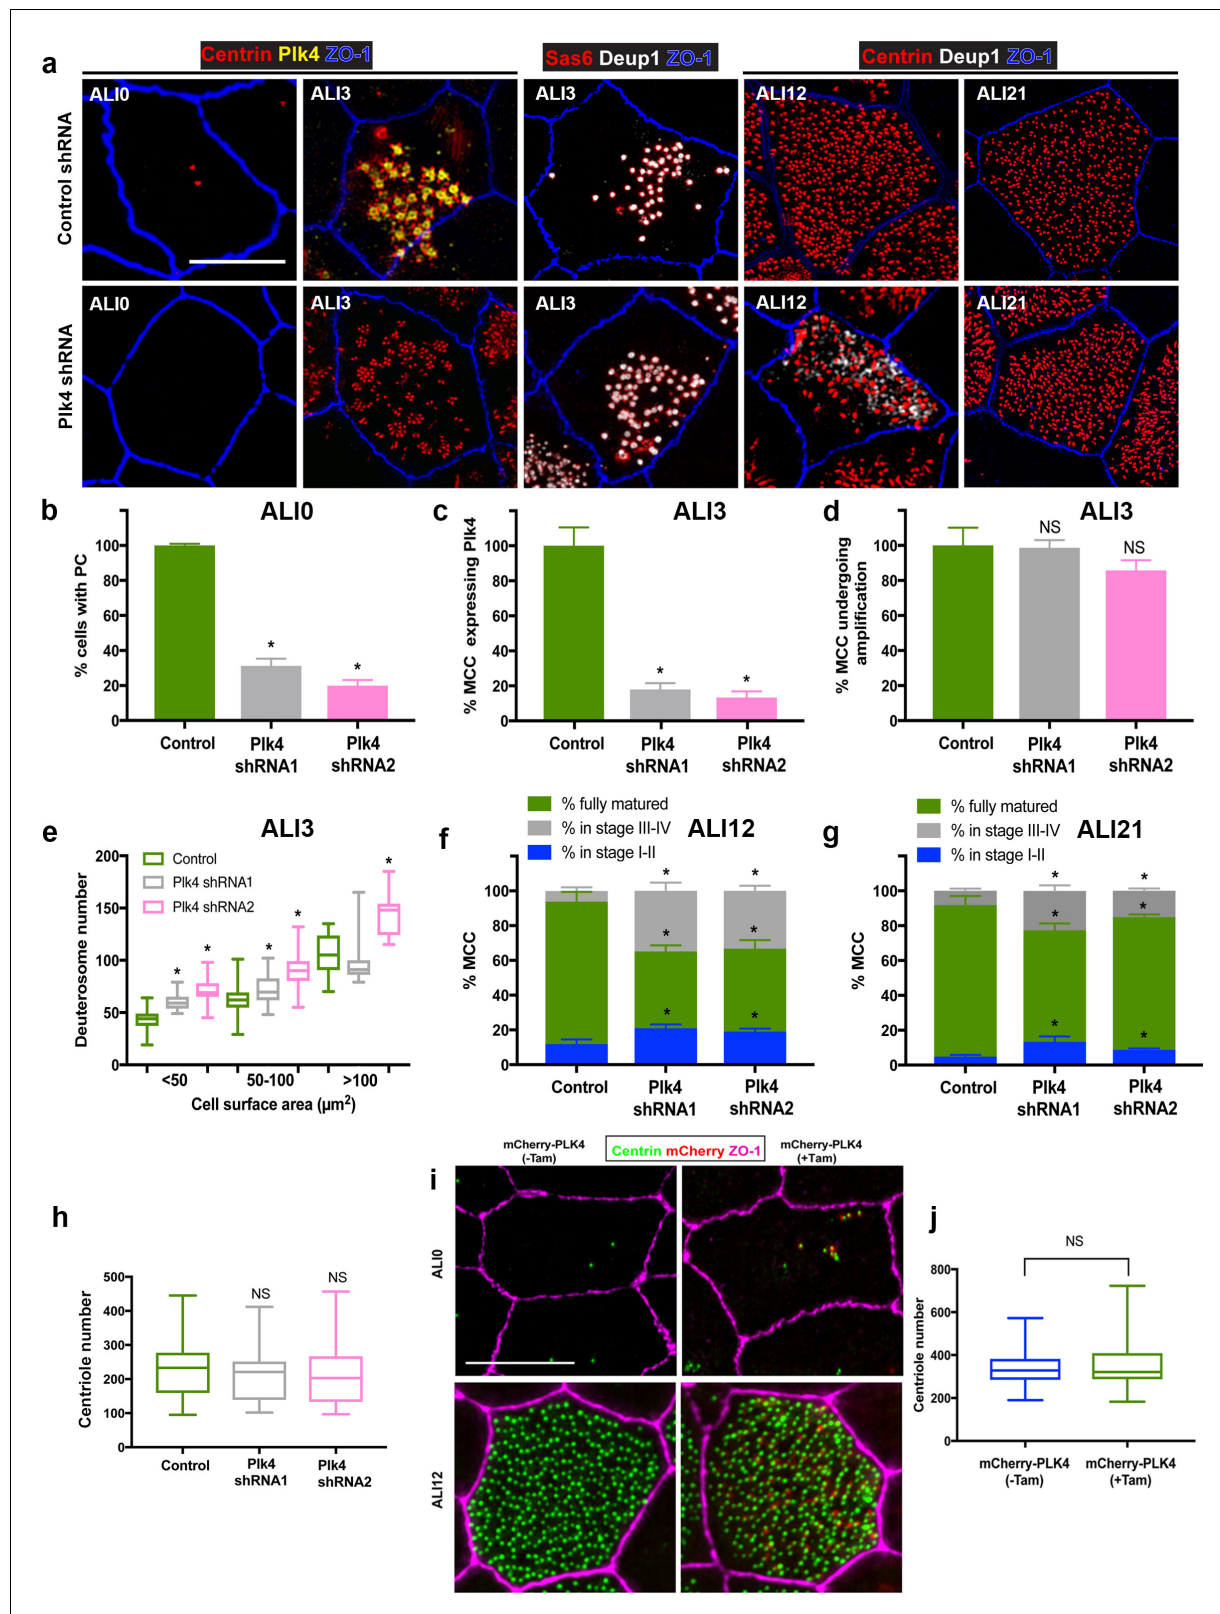 a
Centrin Plk4 ZO-1
Sas6 Deup1 ZO-1
Centrin Deup1 ZO-1
Control shRNA
ALI0
ALI3
ALI3
ALI12
ALI21
Plk4 shRNA
ALI0
ALI3
ALI3
ALI12
ALI21
b
ALI0
% cells with PC
100
80
60
40
20
0
*
*
Control
Plk4 shRNA1
Plk4 shRNA2
c
ALI3
% MCC expressing Plk4
100
80
60
40
20
0
*
*
Control
Plk4 shRNA1
Plk4 shRNA2
d
ALI3
% MCC undergoing
amplification
100
80
60
40
20
0
NS
NS
Control
Plk4 shRNA1
Plk4 shRNA2
e
ALI3
Deuterosome number
200
150
100
50
0
Control
Plk4 shRNA1
Plk4 shRNA2
*
*
*
*
*
<50
50-100
>100
Cell surface area (µm²)
f
% fully matured
% in stage III-IV
% in stage I-II
ALI12
% MCC
100
80
60
40
20
0
*
*
*
*
*
*
Control
Plk4 shRNA1
Plk4 shRNA2
g
% fully matured
% in stage III-IV
% in stage I-II
ALI21
% MCC
100
80
60
40
20
0
*
*
*
*
*
*
Control
Plk4 shRNA1
Plk4 shRNA2
h
Centriole number
500
400
300
200
100
0
NS
NS
Control
Plk4 shRNA1
Plk4 shRNA2
i
mCherry-PLK4
(-Tam)
Centrin mCherry ZO-1
mCherry-PLK4
(+Tam)
ALI0
ALI12
j
NS
Centriole number
800
600
400
200
0
mCherry-PLK4
(-Tam)
mCherry-PLK4
(+Tam)